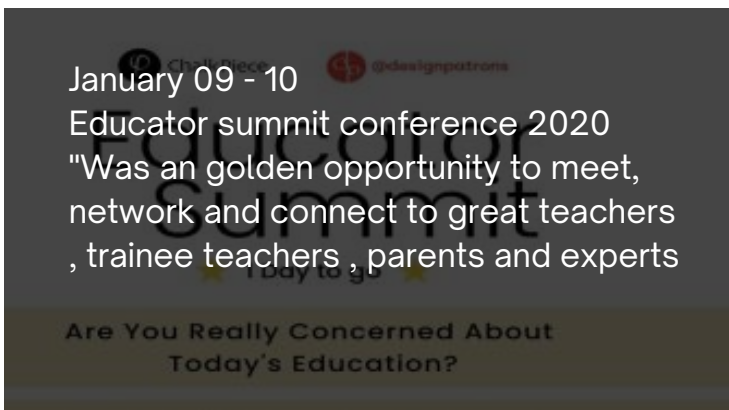 ChalkPiece
@designpatrons
January 09 - 10
Educator summit conference 2020
"Was an golden opportunity to meet,
network and connect to great teachers
, trainee teachers , parents and experts
Educator
Summit
1 Day to go
Are You Really Concerned About
Today's Education?